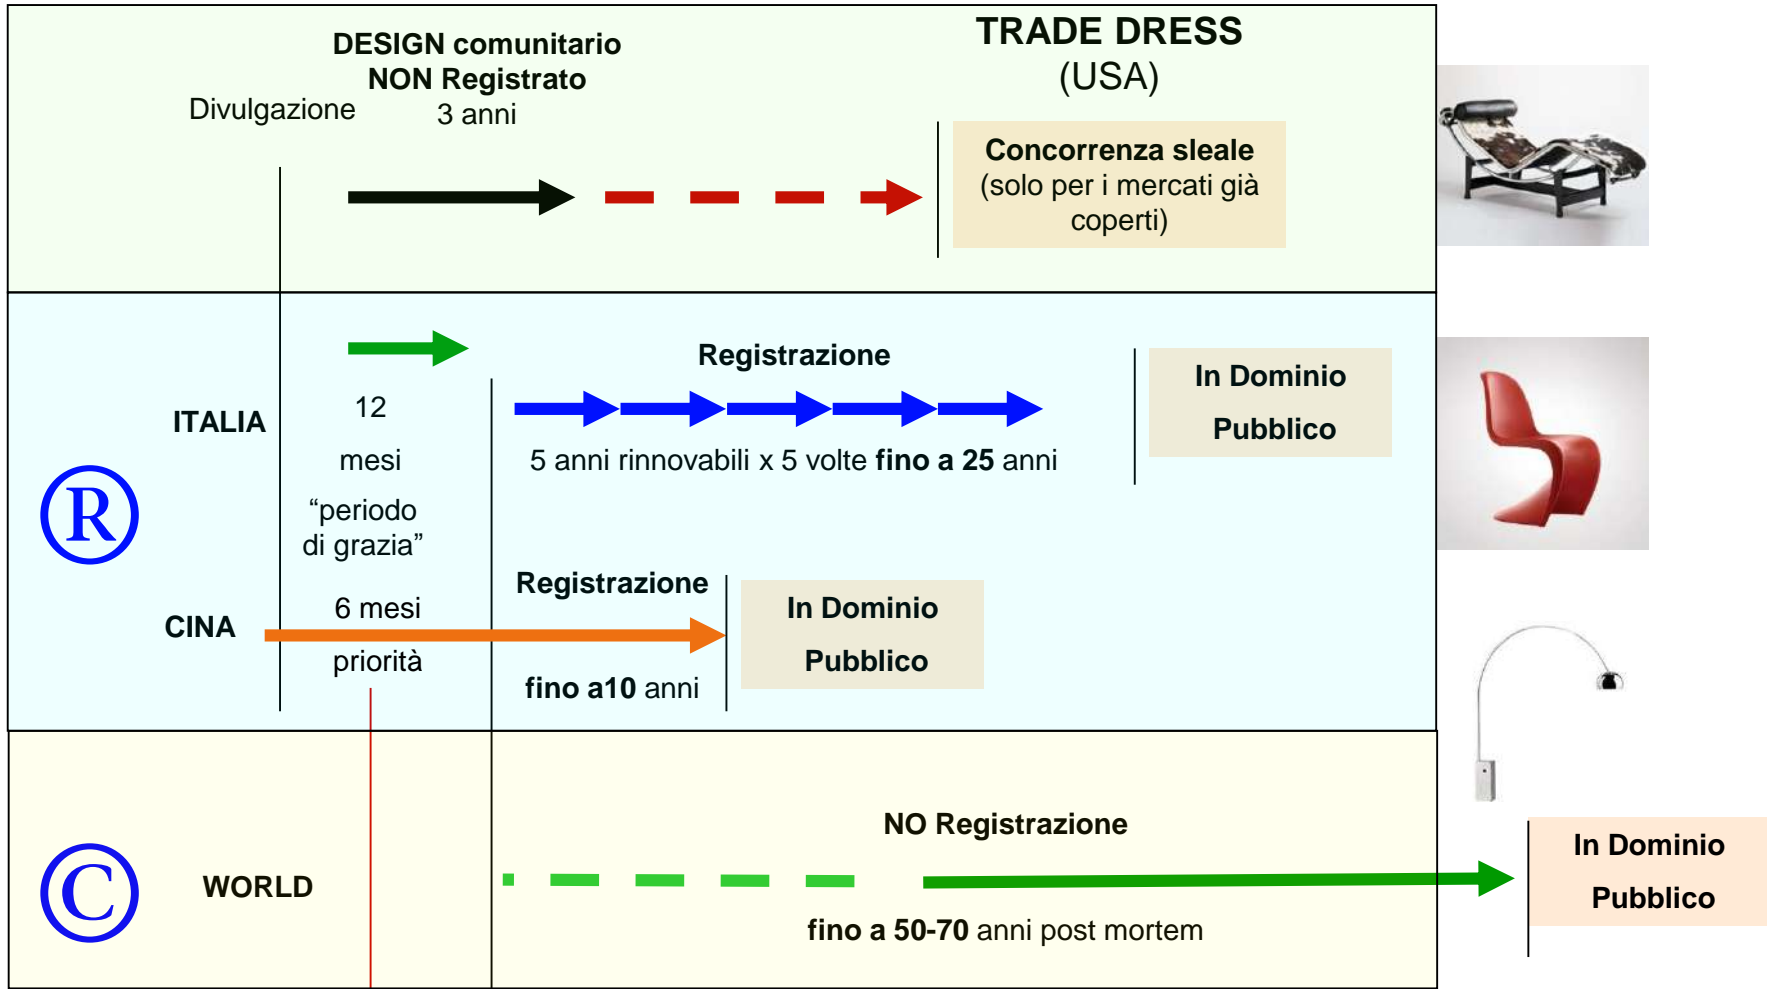 DESIGN comunitario
NON Registrato
3 anni
Divulgazione
TRADE DRESS
(USA)
Concorrenza sleale
(solo per i mercati già
coperti)
ITALIA
12
mesi
“periodo
di grazia”
Registrazione
5 anni rinnovabili x 5 volte fino a 25 anni
In Dominio
Pubblico
®
CINA
6 mesi
priorità
Registrazione
fino a10 anni
In Dominio
Pubblico
©
WORLD
NO Registrazione
fino a 50-70 anni post mortem
In Dominio
Pubblico